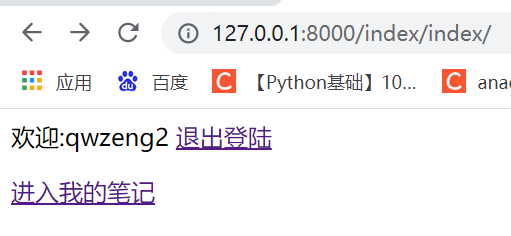 127.0.0.1:8000/index/index/
应用 百度 【Python基础】10... anac
欢迎:qwzeng2 退出登陆
进入我的笔记